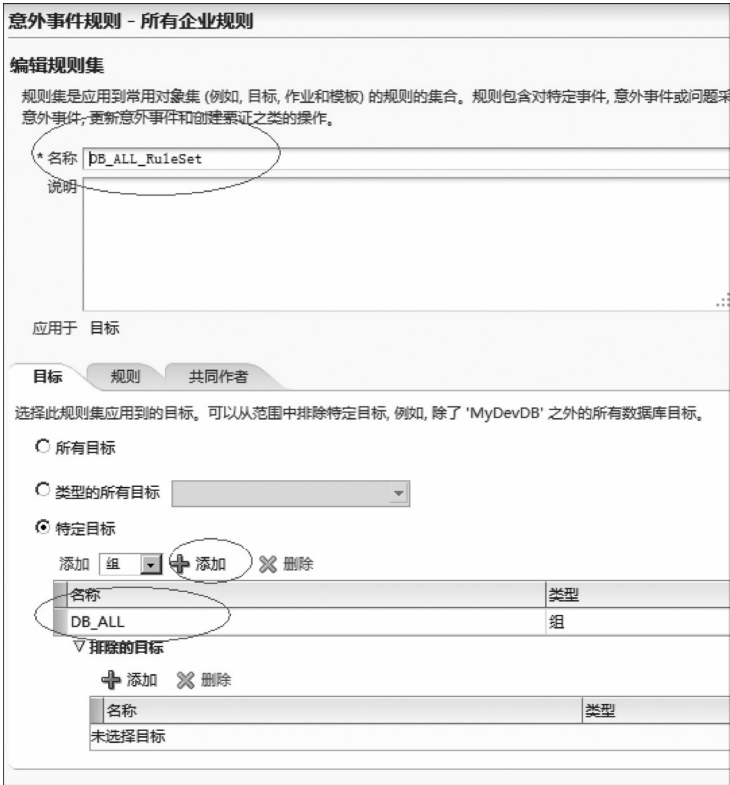 意外事件规则 - 所有企业规则
编辑规则集
规则集是应用到常用对象集 (例如, 目标, 作业和模板) 的规则的集合。规则包含对特定事件, 意外事件或问题采
意外事件, 更新意外事件和创建票证之类的操作。
* 名称 DB_ALL_RuleSet
说明
应用于 目标
目标 规则 共同作者
选择此规则集应用到的目标。可以从范围中排除特定目标, 例如, 除了 'MyDevDB' 之外的所有数据库目标。
所有目标
类型的所有目标
特定目标
添加 组 添加 删除
名称 类型
DB_ALL 组
排除的目标
添加 删除
名称 类型
未选择目标